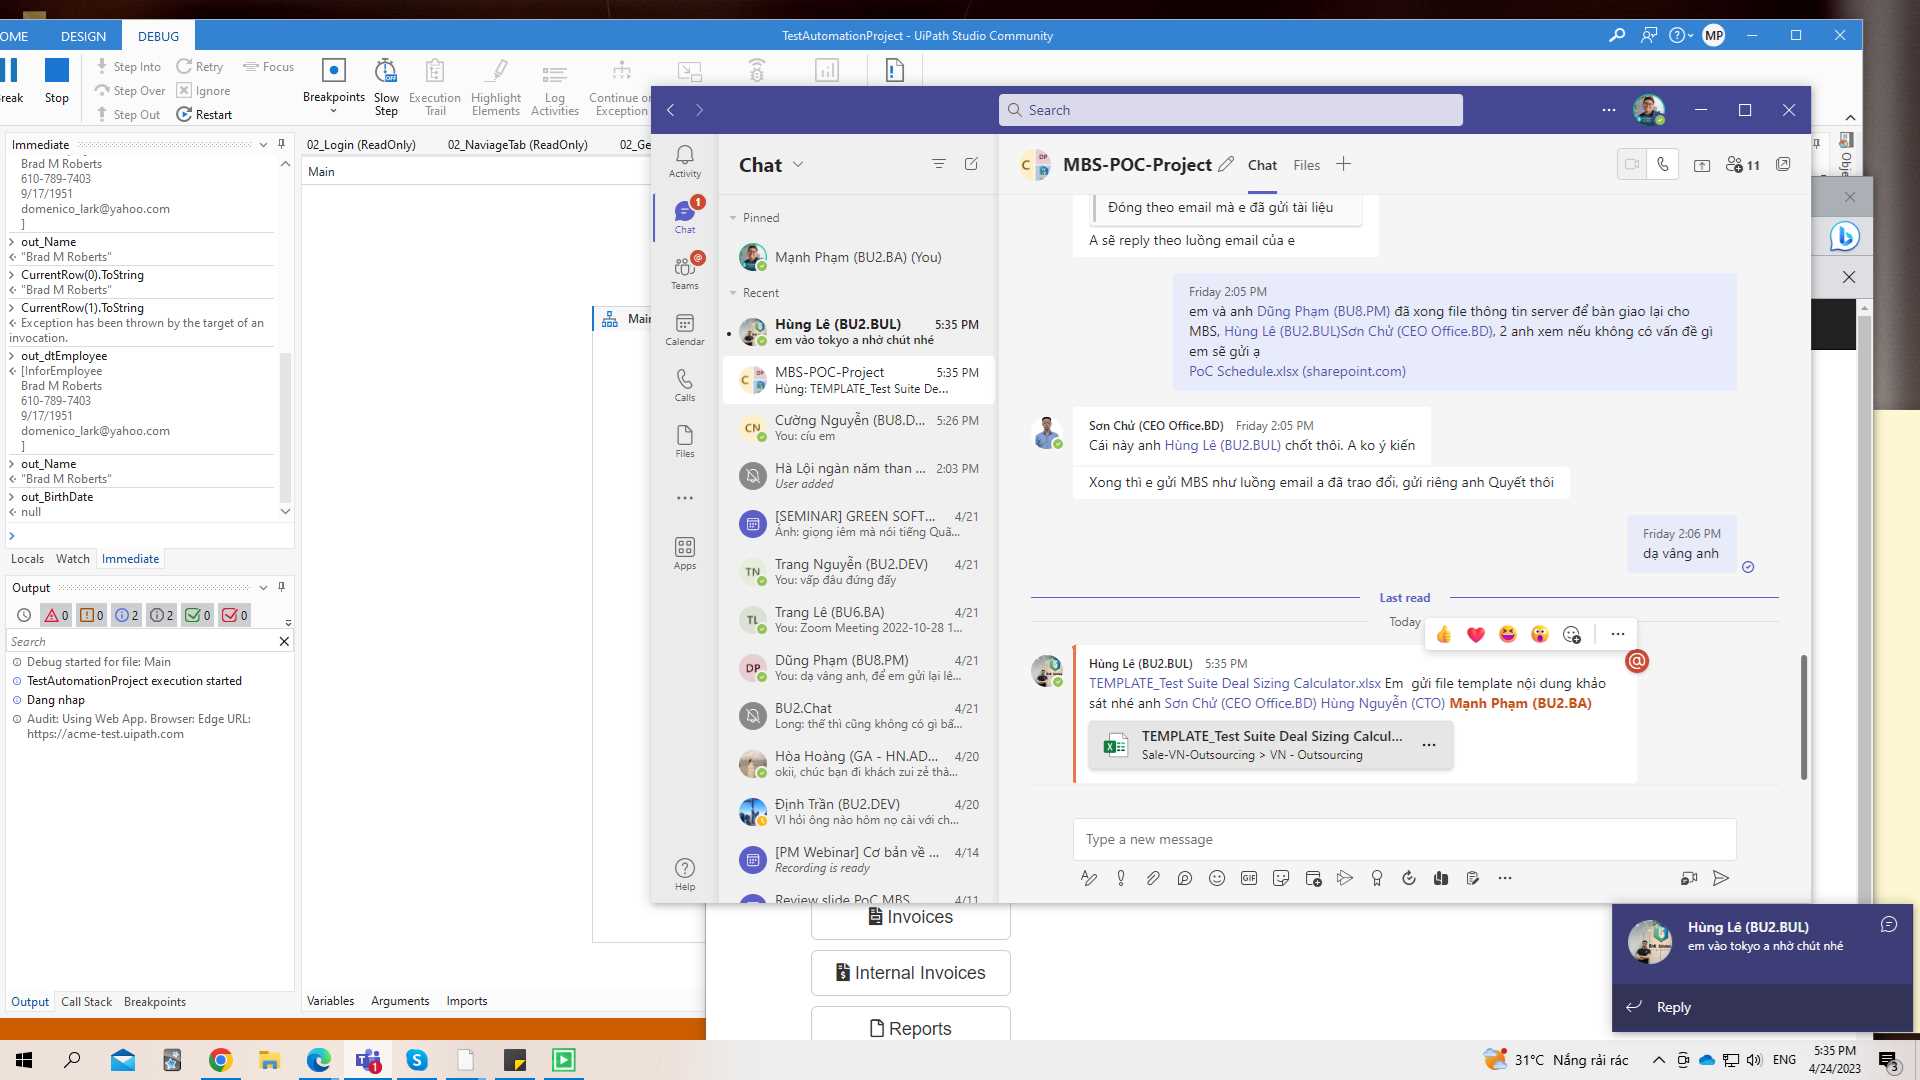 TestAutomationProject - UiPath Studio Community
MP
OME
DESIGN
DEBUG
reak
Stop
Step Into
Step Over
Step Out
Retry
Ignore
Restart
Focus
Breakpoints
Slow
Step
Execution
Trail
Highlight
Elements
Log
Activities
Continue on
Exception
Immediate
Brad M Roberts
610-789-7403
9/17/1951
domenico_lark@yahoo.com
]
out_Name
"Brad M Roberts"
CurrentRow(0).ToString
"Brad M Roberts"
CurrentRow(1).ToString
Exception has been thrown by the target of an
invocation.
out_dtEmployee
[InforEmployee
Brad M Roberts
610-789-7403
9/17/1951
domenico_lark@yahoo.com
]
out_Name
"Brad M Roberts"
out_BirthDate
null
Locals
Watch
Immediate
Output
0
0
2
2
0
0
Search
Debug started for file: Main
TestAutomationProject execution started
Dang nhap
Audit: Using Web App. Browser: Edge URL:
https://acme-test.uipath.com
Output
Call Stack
Breakpoints
02_Login (ReadOnly)
02_NaviageTab (ReadOnly)
02_Ge
Main
Main
Variables
Arguments
Imports
Obje
Search
Activity
1
Chat
Teams
Calendar
Calls
Files
Apps
Help
Chat
Pinned
Mạnh Phạm (BU2.BA) (You)
Recent
Hùng Lê (BU2.BUL) 5:35 PM
em vào tokyo a nhờ chút nhé
MBS-POC-Project 5:35 PM
Hùng: TEMPLATE_Test Suite De...
CN
Cường Nguyễn (BU8.D... 5:26 PM
You: cíu em
Hà Lội ngàn năm than ... 2:03 PM
User added
[SEMINAR] GREEN SOFT... 4/21
Ánh: giọng iêm mà nói tiếng Quã...
TN
Trang Nguyễn (BU2.DEV) 4/21
You: vấp đâu đứng đấy
TL
Trang Lê (BU6.BA) 4/21
You: Zoom Meeting 2022-10-28 1...
DP
Dũng Phạm (BU8.PM) 4/21
You: dạ vâng anh, để em gửi lại lê...
BU2.Chat 4/21
Long: thế thì cũng không có gì bấ...
Hòa Hoàng (GA - HN.AD... 4/20
okii, chúc bạn đi khách zui zẻ thà...
Định Trần (BU2.DEV) 4/20
Vl hỏi ông nào hôm nọ cãi với ch...
[PM Webinar] Cơ bản về ... 4/14
Recording is ready
Review slide PoC MBS 4/11
C
DP
MBS-POC-Project
Chat
Files
11
Đóng theo email mà e đã gửi tài liệu
A sẽ reply theo luồng email của e
Friday 2:05 PM
em và anh Dũng Phạm (BU8.PM) đã xong file thông tin server để bàn giao lại cho
MBS, Hùng Lê (BU2.BUL)Sơn Chử (CEO Office.BD), 2 anh xem nếu không có vấn đề gì
em sẽ gửi ạ
PoC Schedule.xlsx (sharepoint.com)
Sơn Chử (CEO Office.BD) Friday 2:05 PM
Cái này anh Hùng Lê (BU2.BUL) chốt thôi. A ko ý kiến
Xong thì e gửi MBS như luồng email a đã trao đổi, gửi riêng anh Quyết thôi
Friday 2:06 PM
dạ vâng anh
Last read
Today
Hùng Lê (BU2.BUL) 5:35 PM
TEMPLATE_Test Suite Deal Sizing Calculator.xlsx Em gửi file template nội dung khảo
sát nhé anh Sơn Chử (CEO Office.BD) Hùng Nguyễn (CTO) Mạnh Phạm (BU2.BA)
TEMPLATE_Test Suite Deal Sizing Calcul...
Sale-VN-Outsourcing > VN - Outsourcing
Type a new message
GIF
Invoices
Internal Invoices
Reports
Hùng Lê (BU2.BUL)
em vào tokyo a nhờ chút nhé
Reply
1
31°C Nắng rải rác
ENG
5:35 PM
4/24/2023
3